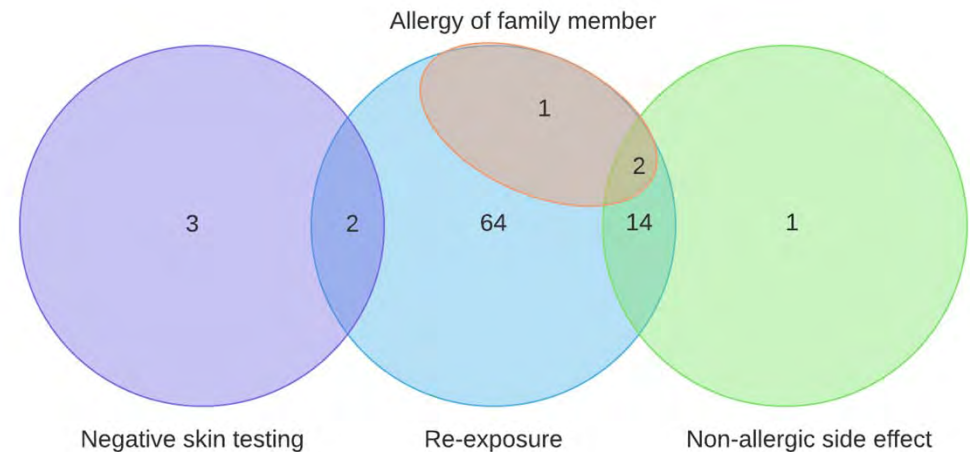 Allergy of family member
1
2
3
2
64
14
1
Negative skin testing
Re-exposure
Non-allergic side effect